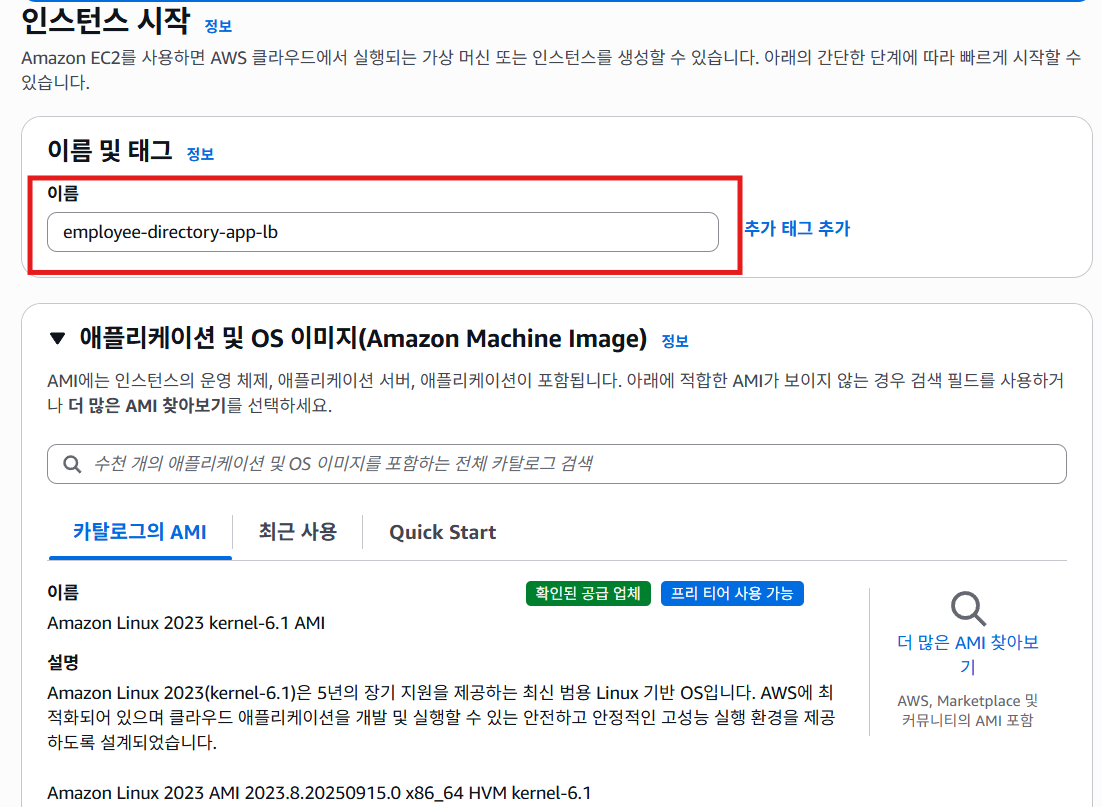 인스턴스 시작 정보
Amazon EC2를 사용하면 AWS 클라우드에서 실행되는 가상 머신 또는 인스턴스를 생성할 수 있습니다. 아래의 간단한 단계에 따라 빠르게 시작할 수
있습니다.
이름 및 태그 정보
이름
employee-directory-app-lb
추가 태그 추가
▼ 애플리케이션 및 OS 이미지(Amazon Machine Image) 정보
AMI에는 인스턴스의 운영 체제, 애플리케이션 서버, 애플리케이션이 포함됩니다. 아래에 적합한 AMI가 보이지 않는 경우 검색 필드를 사용하거
나 더 많은 AMI 찾아보기를 선택하세요.
수천 개의 애플리케이션 및 OS 이미지를 포함하는 전체 카탈로그 검색
카탈로그의 AMI
최근 사용
Quick Start
이름
확인된 공급 업체
프리 티어 사용 가능
Amazon Linux 2023 kernel-6.1 AMI
설명
Amazon Linux 2023(kernel-6.1)은 5년의 장기 지원을 제공하는 최신 범용 Linux 기반 OS입니다. AWS에 최
적화되어 있으며 클라우드 애플리케이션을 개발 및 실행할 수 있는 안전하고 안정적인 고성능 실행 환경을 제공
하도록 설계되었습니다.
Amazon Linux 2023 AMI 2023.8.20250915.0 x86_64 HVM kernel-6.1
더 많은 AMI 찾아보
기
AWS, Marketplace 및
커뮤니티의 AMI 포함